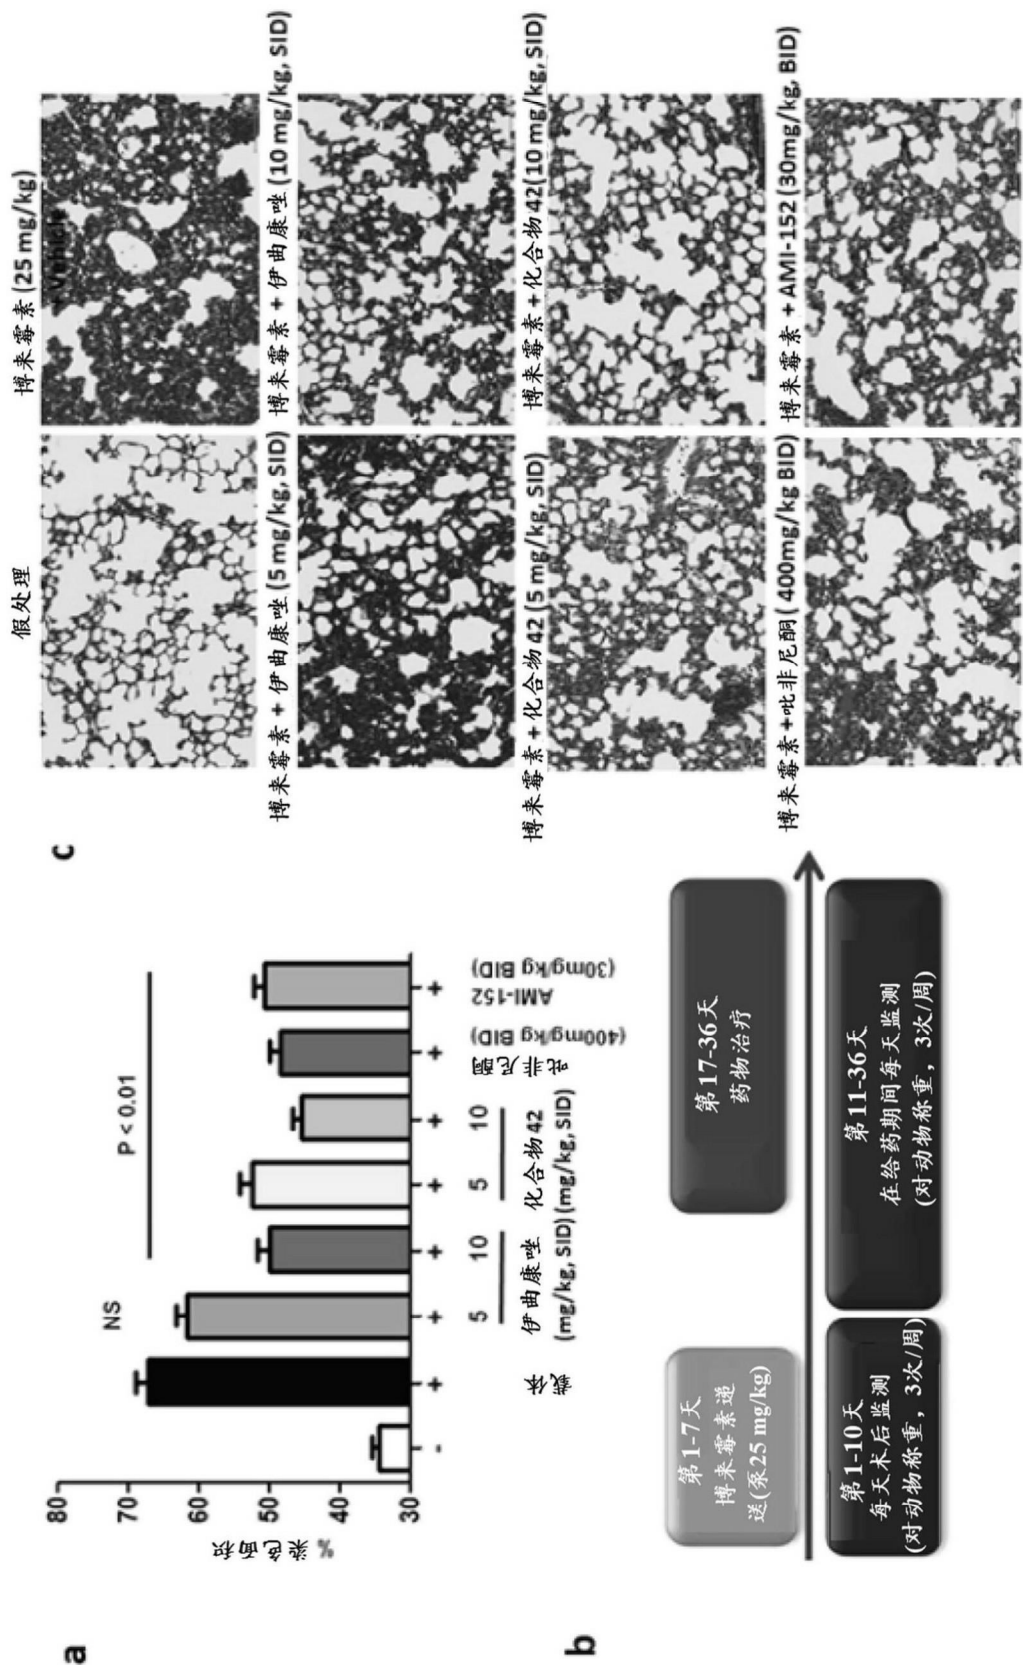 a
% 染色面积
80
70
60
50
40
30
NS
P < 0.01
- + + + + + + +
载体
5 10
伊曲康唑
(mg/kg, SID)
5 10
化合物42
(mg/kg, SID)
吡非尼酮
(400mg/kg BID)
AMI-152
(30mg/kg BID)
b
第1-7天
博来霉素递
送(泵25 mg/kg)
第17-36天
药物治疗
第1-10天
每天术后监测
(对动物称重，3次/周)
第11-36天
在给药期间每天监测
(对动物称重，3次/周)
c
假处理
博来霉素 (25 mg/kg)
+ Vehicle
博来霉素 + 伊曲康唑 (5mg/kg, SID)
博来霉素 + 伊曲康唑 (10 mg/kg, SID)
博来霉素 + 化合物 42 (5 mg/kg, SID)
博来霉素 +化合物 42(10 mg/kg, SID)
博来霉素 +吡非尼酮( 400mg/kg BID)
博来霉素 + AMI-152 (30mg/kg, BID)